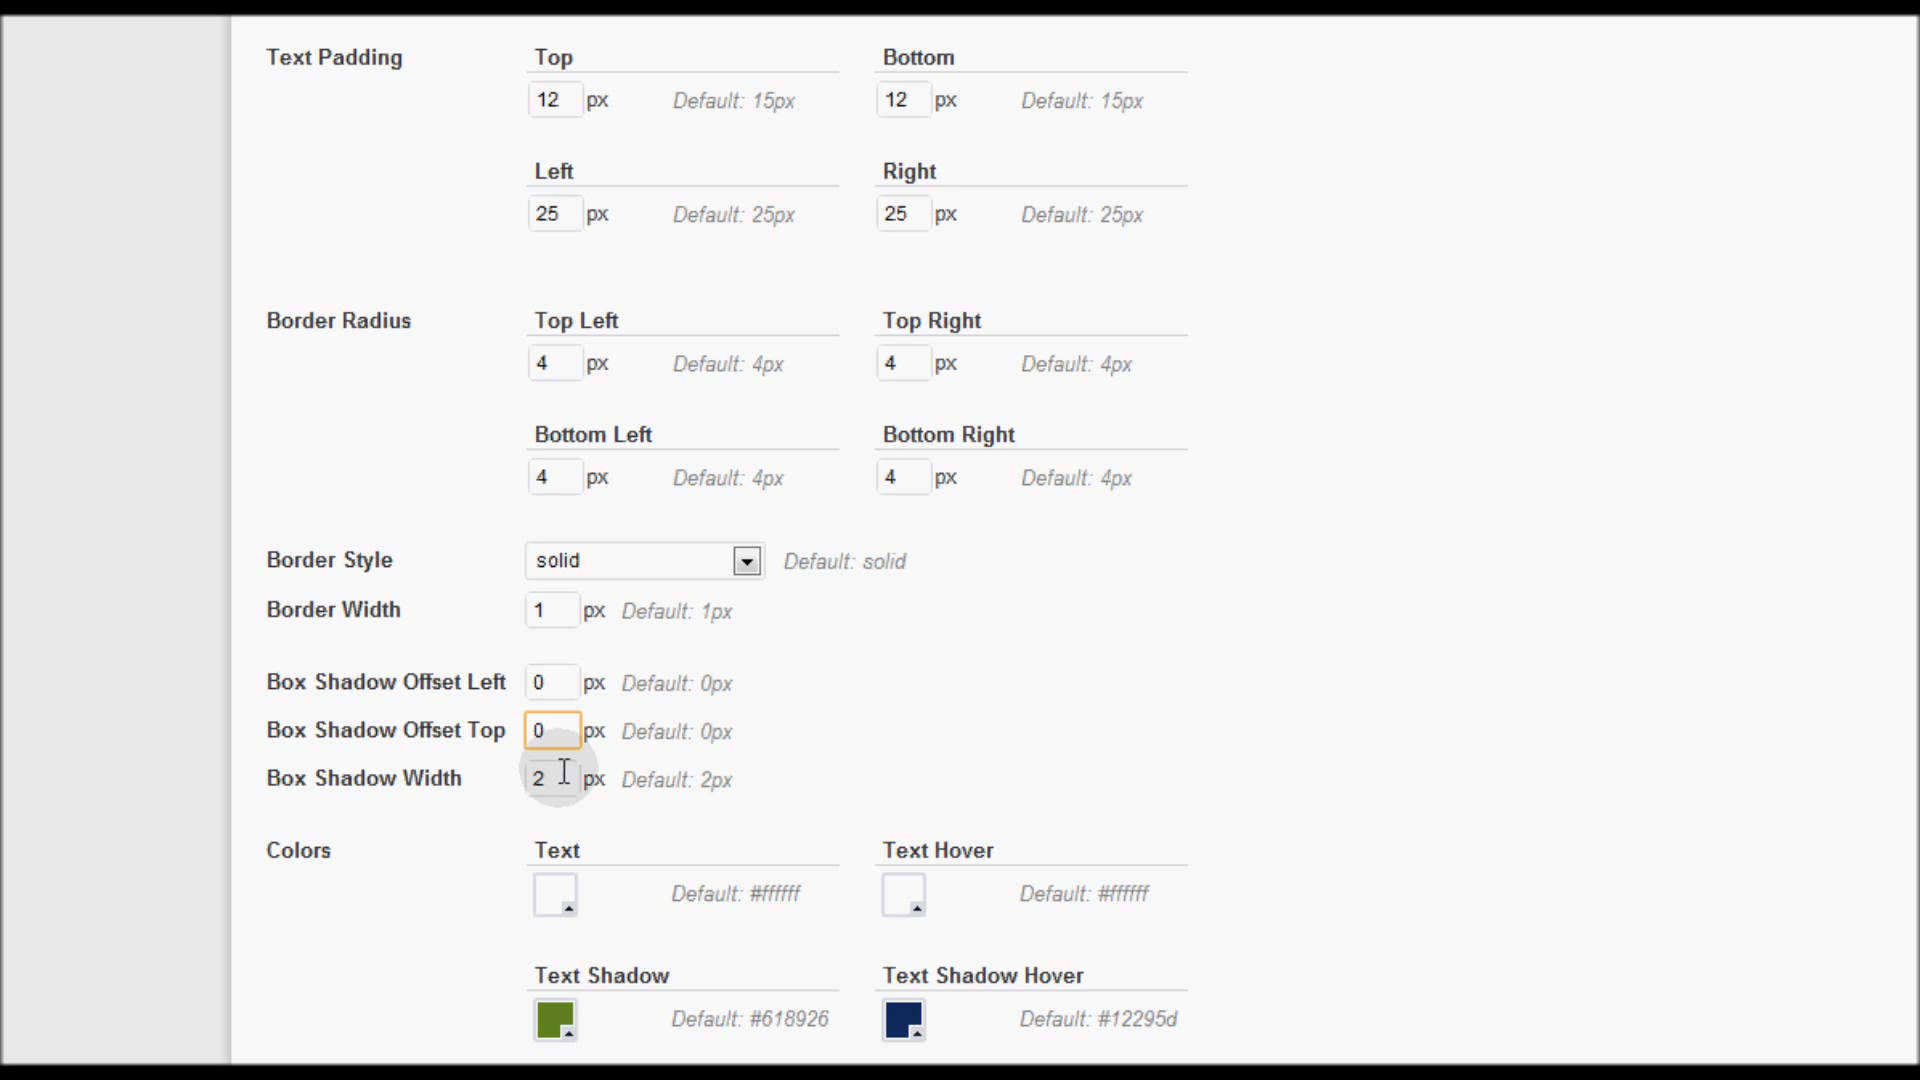 Text Padding Top Bottom
12 px Default: 15px 12 px Default: 15px
Left Right
25 px Default: 25px 25 px Default: 25px
Border Radius Top Left Top Right
4 px Default: 4px 4 px Default: 4px
Bottom Left Bottom Right
4 px Default: 4px 4 px Default: 4px
Border Style solid Default: solid
Border Width 1 px Default: 1px
Box Shadow Offset Left 0 px Default: 0px
Box Shadow Offset Top 0 px Default: 0px
Box Shadow Width 2 px Default: 2px
Colors Text Text Hover
Default: #ffffff Default: #ffffff
Text Shadow Text Shadow Hover
Default: #618926 Default: #12295d